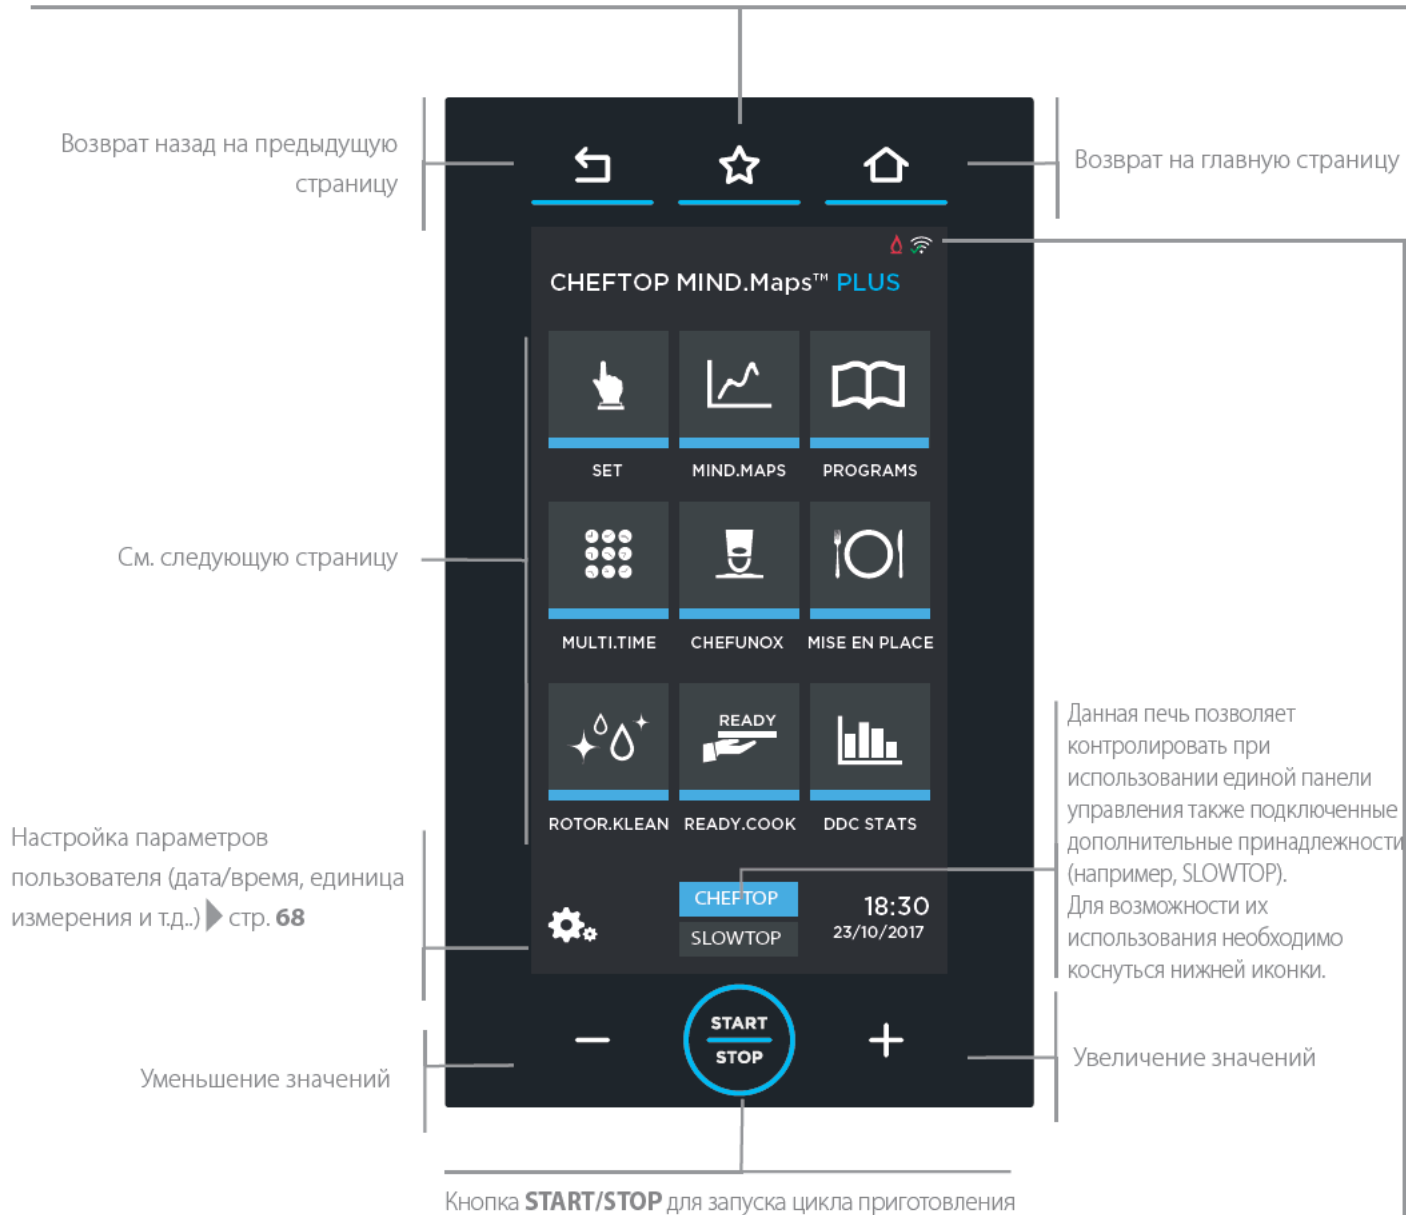 Возврат назад на предыдущую
страницу
Возврат на главную страницу
CHEFTOP MIND.Maps™ PLUS
SET
MIND.MAPS
PROGRAMS
См. следующую страницу
MULTI.TIME
CHEFUNOX
MISE EN PLACE
READY
ROTOR.KLEAN
READY.COOK
DDC STATS
Данная печь позволяет
контролировать при
использовании единой панели
управления также подключенные
дополнительные принадлежности
(например, SLOWTOP).
Для возможности их
использования необходимо
коснуться нижней иконки.
Настройка параметров
пользователя (дата/время, единица
измерения и т.д..) стр. 68
CHEFTOP
SLOWTOP
18:30
23/10/2017
START
STOP
Уменьшение значений
Увеличение значений
Кнопка START/STOP для запуска цикла приготовления